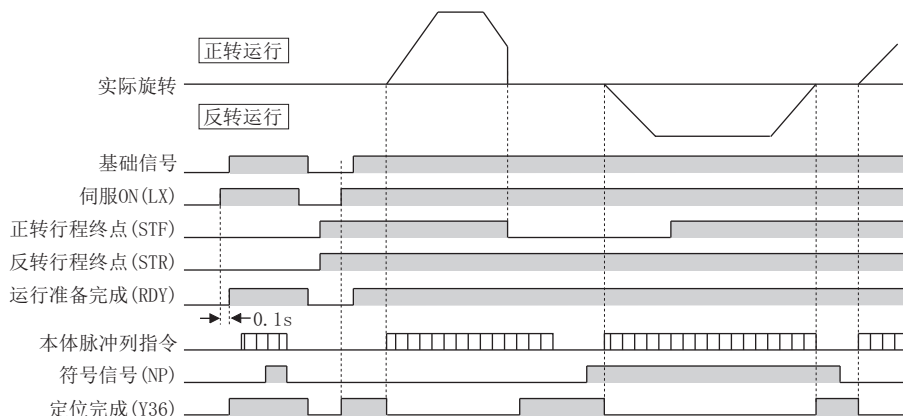 正转运行
实际旋转
反转运行
基础信号
伺服ON(LX)
正转行程终点(STF)
反转行程终点(STR)
运行准备完成(RDY)
0.1s
本体脉冲列指令
符号信号(NP)
定位完成(Y36)